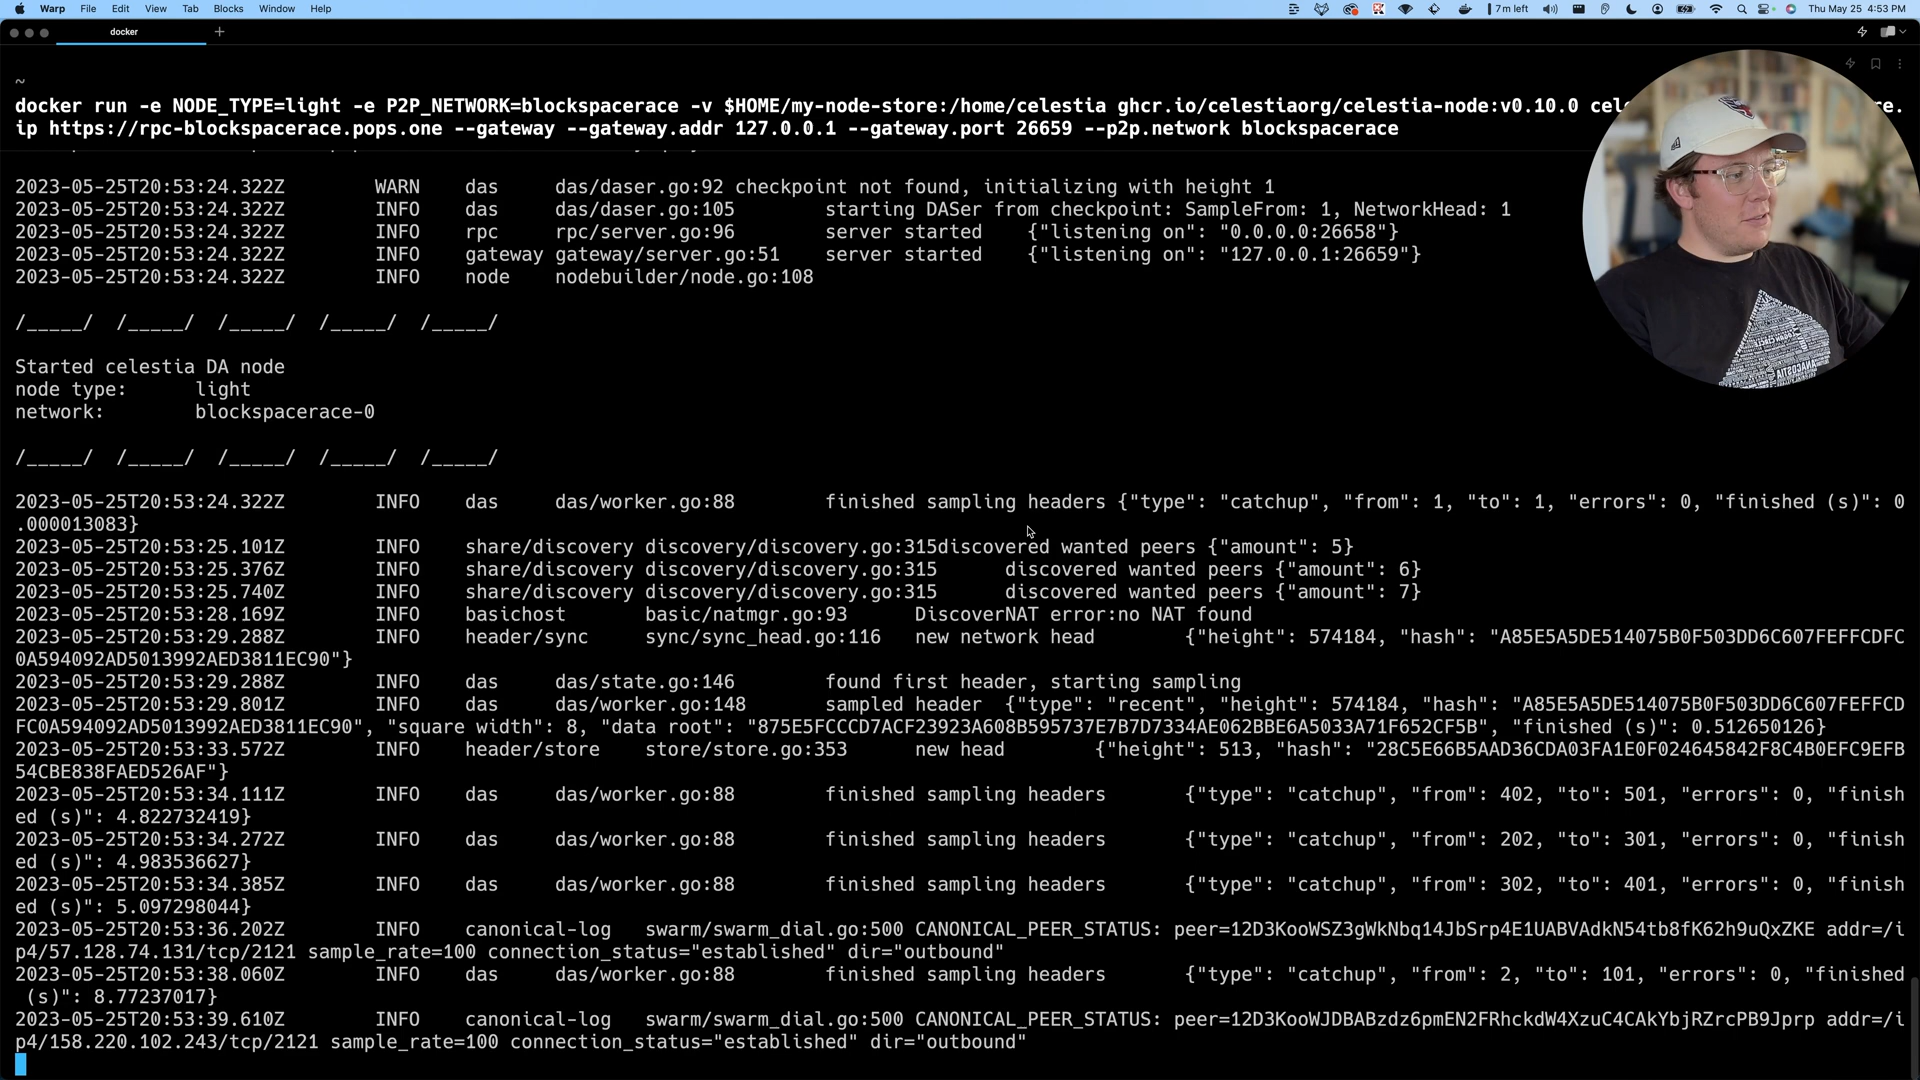 Warp File Edit View Tab Blocks Window Help 7m left Thu May 25 4:53 PM
docker
~
docker run -e NODE_TYPE=light -e P2P_NETWORK=blockspacerace -v $HOME/my-node-store:/home/celestia ghcr.io/celestiaorg/celestia-node:v0.10.0 cel re.
ip https://rpc-blockspacerace.pops.one --gateway --gateway.addr 127.0.0.1 --gateway.port 26659 --p2p.network blockspacerace
2023-05-25T20:53:24.322Z WARN das das/daser.go:92 checkpoint not found, initializing with height 1
2023-05-25T20:53:24.322Z INFO das das/daser.go:105 starting DASer from checkpoint: SampleFrom: 1, NetworkHead: 1
2023-05-25T20:53:24.322Z INFO rpc rpc/server.go:96 server started {"listening on": "0.0.0.0:26658"}
2023-05-25T20:53:24.322Z INFO gateway gateway/server.go:51 server started {"listening on": "127.0.0.1:26659"}
2023-05-25T20:53:24.322Z INFO node nodebuilder/node.go:108
/_____/ /_____/ /_____/ /_____/ /_____/
Started celestia DA node
node type: light
network: blockspacerace-0
/_____/ /_____/ /_____/ /_____/ /_____/
2023-05-25T20:53:24.322Z INFO das das/worker.go:88 finished sampling headers {"type": "catchup", "from": 1, "to": 1, "errors": 0, "finished (s)": 0
.000013083}
2023-05-25T20:53:25.101Z INFO share/discovery discovery/discovery.go:315discovered wanted peers {"amount": 5}
2023-05-25T20:53:25.376Z INFO share/discovery discovery/discovery.go:315 discovered wanted peers {"amount": 6}
2023-05-25T20:53:25.740Z INFO share/discovery discovery/discovery.go:315 discovered wanted peers {"amount": 7}
2023-05-25T20:53:28.169Z INFO basichost basic/natmgr.go:93 DiscoverNAT error:no NAT found
2023-05-25T20:53:29.288Z INFO header/sync sync/sync_head.go:116 new network head {"height": 574184, "hash": "A85E5A5DE514075B0F503DD6C607FEFFCDFC
0A594092AD5013992AED3811EC90"}
2023-05-25T20:53:29.288Z INFO das das/state.go:146 found first header, starting sampling
2023-05-25T20:53:29.801Z INFO das das/worker.go:148 sampled header {"type": "recent", "height": 574184, "hash": "A85E5A5DE514075B0F503DD6C607FEFFCD
FC0A594092AD5013992AED3811EC90", "square width": 8, "data root": "875E5FCCCD7ACF23923A608B595737E7B7D7334AE062BBE6A5033A71F652CF5B", "finished (s)": 0.512650126}
2023-05-25T20:53:33.572Z INFO header/store store/store.go:353 new head {"height": 513, "hash": "28C5E66B5AAD36CDA03FA1E0F024645842F8C4B0EFC9EFB
54CBE838FAED526AF"}
2023-05-25T20:53:34.111Z INFO das das/worker.go:88 finished sampling headers {"type": "catchup", "from": 402, "to": 501, "errors": 0, "finish
ed (s)": 4.822732419}
2023-05-25T20:53:34.272Z INFO das das/worker.go:88 finished sampling headers {"type": "catchup", "from": 202, "to": 301, "errors": 0, "finish
ed (s)": 4.983536627}
2023-05-25T20:53:34.385Z INFO das das/worker.go:88 finished sampling headers {"type": "catchup", "from": 302, "to": 401, "errors": 0, "finish
ed (s)": 5.097298044}
2023-05-25T20:53:36.202Z INFO canonical-log swarm/swarm_dial.go:500 CANONICAL_PEER_STATUS: peer=12D3KooWSZ3gWkNbq14JbSrp4E1UABVAdkN54tb8fK62h9uQxZKE addr=/i
p4/57.128.74.131/tcp/2121 sample_rate=100 connection_status="established" dir="outbound"
2023-05-25T20:53:38.060Z INFO das das/worker.go:88 finished sampling headers {"type": "catchup", "from": 2, "to": 101, "errors": 0, "finished
(s)": 8.77237017}
2023-05-25T20:53:39.610Z INFO canonical-log swarm/swarm_dial.go:500 CANONICAL_PEER_STATUS: peer=12D3KooWJDBABzdz6pmEN2FRhckdW4XzuC4CAkYbjRZrcPB9Jprp addr=/i
p4/158.220.102.243/tcp/2121 sample_rate=100 connection_status="established" dir="outbound"